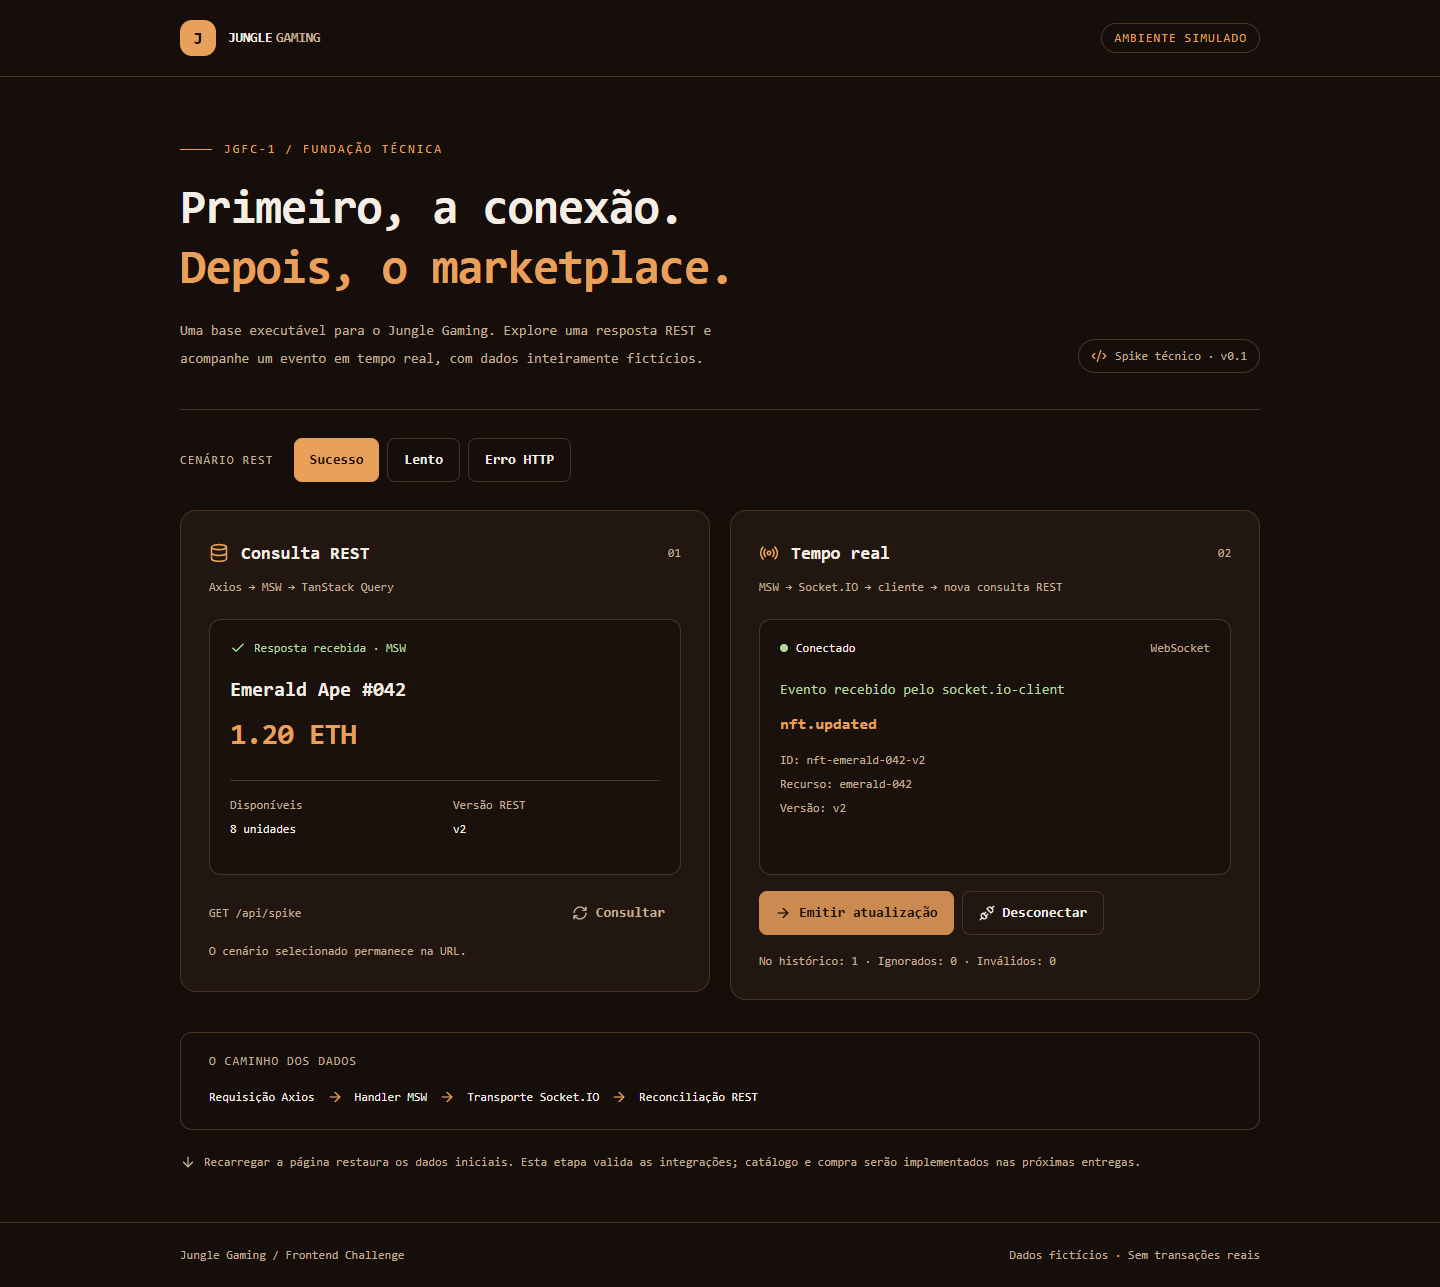 J JUNGLE GAMING
AMBIENTE SIMULADO
JGFC-1 / FUNDAÇÃO TÉCNICA
Primeiro, a conexão.
Depois, o marketplace.
Uma base executável para o Jungle Gaming. Explore uma resposta REST e
acompanhe um evento em tempo real, com dados inteiramente fictícios.
</> Spike técnico · v0.1
CENÁRIO REST
Sucesso
Lento
Erro HTTP
Consulta REST
01
Axios → MSW → TanStack Query
Resposta recebida · MSW
Emerald Ape #042
1.20 ETH
Disponíveis
8 unidades
Versão REST
v2
GET /api/spike
Consultar
O cenário selecionado permanece na URL.
Tempo real
02
MSW → Socket.IO → cliente → nova consulta REST
Conectado
WebSocket
Evento recebido pelo socket.io-client
nft.updated
ID: nft-emerald-042-v2
Recurso: emerald-042
Versão: v2
→ Emitir atualização
Desconectar
No histórico: 1 · Ignorados: 0 · Inválidos: 0
O CAMINHO DOS DADOS
Requisição Axios → Handler MSW → Transporte Socket.IO → Reconciliação REST
↓ Recarregar a página restaura os dados iniciais. Esta etapa valida as integrações; catálogo e compra serão implementados nas próximas entregas.
Jungle Gaming / Frontend Challenge
Dados fictícios · Sem transações reais